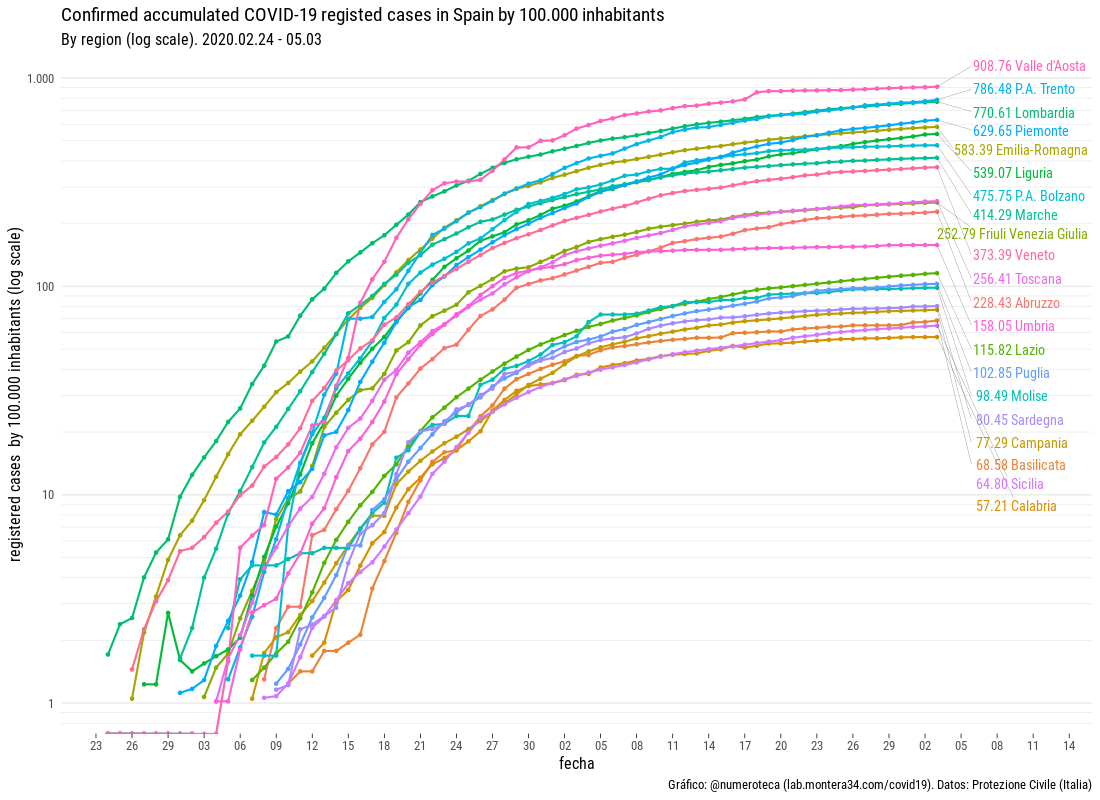 Confirmed accumulated COVID-19 registed cases in Spain by 100.000 inhabitants
By region (log scale). 2020.02.24 - 05.03
registered cases by 100.000 inhabitants (log scale)
1.000
100
10
1
908.76 Valle d'Aosta
786.48 P.A. Trento
770.61 Lombardia
629.65 Piemonte
583.39 Emilia-Romagna
539.07 Liguria
475.75 P.A. Bolzano
414.29 Marche
252.79 Friuli Venezia Giulia
373.39 Veneto
256.41 Toscana
228.43 Abruzzo
158.05 Umbria
115.82 Lazio
102.85 Puglia
98.49 Molise
80.45 Sardegna
77.29 Campania
68.58 Basilicata
64.80 Sicilia
57.21 Calabria
23 26 29 03 06 09 12 15 18 21 24 27 30 02 05 08 11 14 17 20 23 26 29 02 05 08 11 14
fecha
Gráfico: @numeroteca (lab.montera34.com/covid19). Datos: Protezione Civile (Italia)